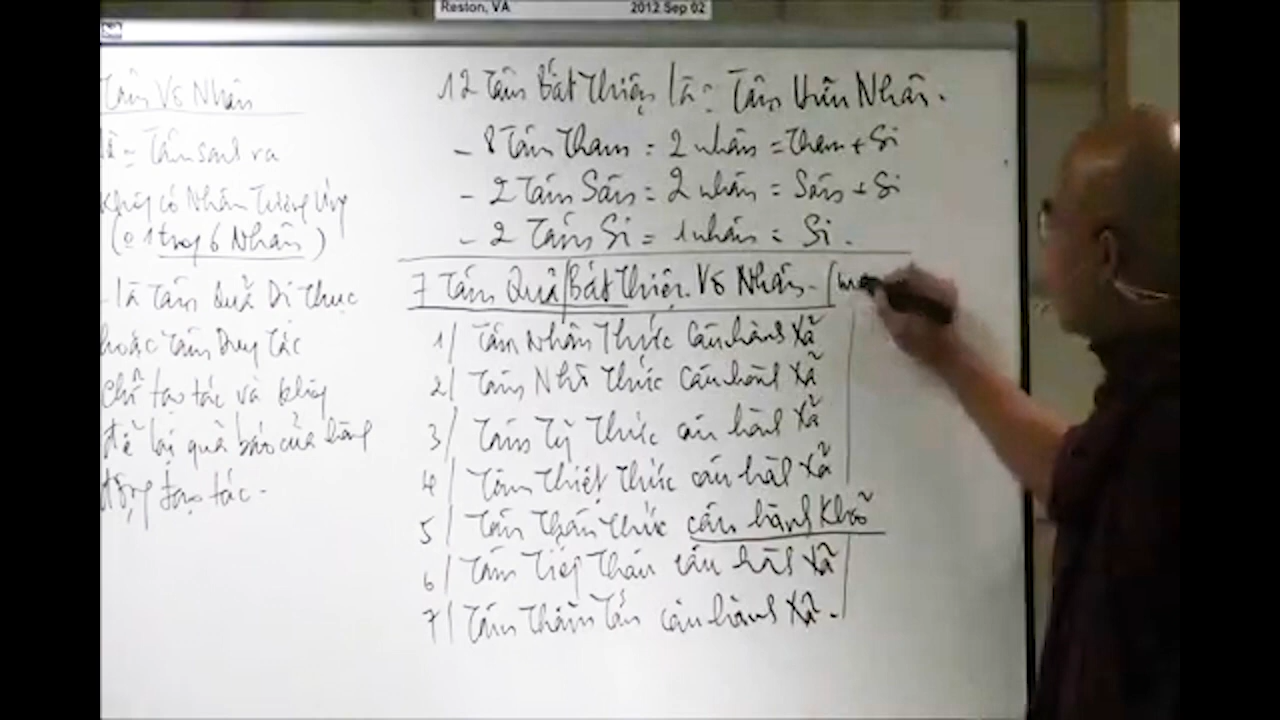 Reston, VA 2012 Sep 02
Tâm Vô Nhân
là = Tâm sanh ra
không có Nhân Tương Ưng
(ở 1 trong 6 Nhân)
- là Tâm Quả Dị Thục
hoặc Tâm Duy Tác
chỉ tạo tác và không
để lại quả báo của hành
động tạo tác -
12 Tâm Bất Thiện là = Tâm Hữu Nhân.
- 8 Tâm Tham = 2 nhân = Tham + Si
- 2 Tâm Sân = 2 nhân = Sân + Si
- 2 Tâm Si = 1 nhân = Si.
7 Tâm Quả / Bất Thiện. Vô Nhân. (
1/ Tâm Nhãn Thức Câu hành Xả
2/ Tâm Nhĩ Thức Câu hành Xả
3/ Tâm Tỷ Thức câu hành Xả
4/ Tâm Thiệt Thức câu hành Xả
5/ Tâm Thân Thức câu hành Khổ
6/ Tâm Tiếp Thâu câu hành Xả
7/ Tâm Thẩm Tấn câu hành Xả.